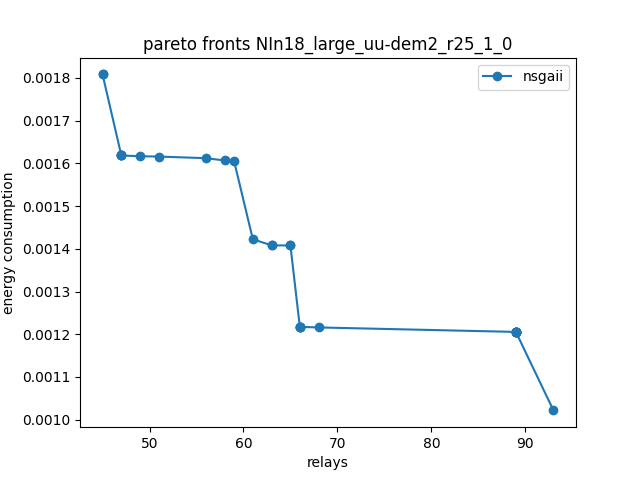 pareto fronts NIn18_large_uu-dem2_r25_1_0
nsgaii
energy consumption
0.0018
0.0017
0.0016
0.0015
0.0014
0.0013
0.0012
0.0011
0.0010
50 60 70 80 90
relays